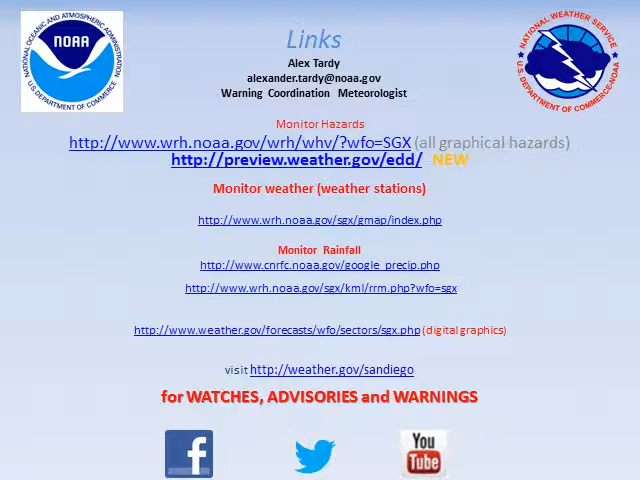 NATIONAL OCEANIC AND ATMOSPHERIC ADMINISTRATION
NOAA
U.S. DEPARTMENT OF COMMERCE
Links
NATIONAL WEATHER SERVICE
U.S. DEPARTMENT OF COMMERCE-NOAA
Alex Tardy
alexander.tardy@noaa.gov
Warning Coordination Meteorologist
Monitor Hazards
http://www.wrh.noaa.gov/wrh/whv/?wfo=SGX (all graphical hazards)
http://preview.weather.gov/edd/ NEW
Monitor weather (weather stations)
http://www.wrh.noaa.gov/sgx/gmap/index.php
Monitor Rainfall
http://www.cnrfc.noaa.gov/google_precip.php
http://www.wrh.noaa.gov/sgx/kml/rrm.php?wfo=sgx
http://www.weather.gov/forecasts/wfo/sectors/sgx.php (digital graphics)
visit http://weather.gov/sandiego
for WATCHES, ADVISORIES and WARNINGS
f
You
Tube